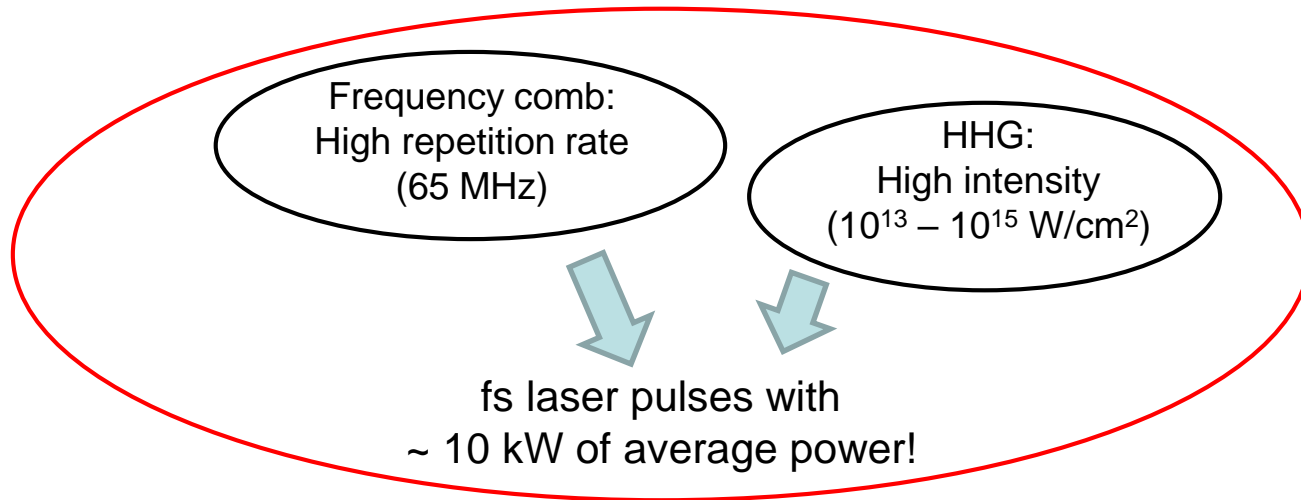 Frequency comb:
High repetition rate
(65 MHz)
HHG:
High intensity
(10¹³ – 10¹⁵ W/cm²)
fs laser pulses with
~ 10 kW of average power!